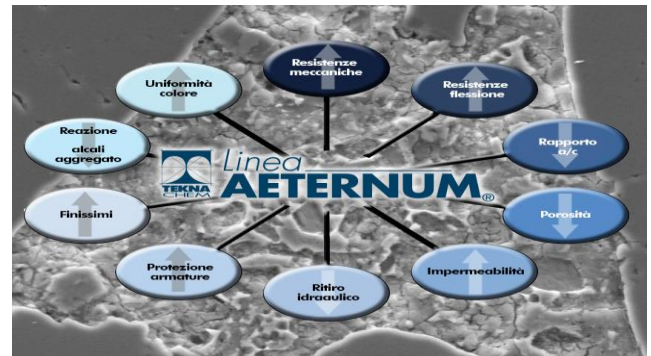 Resistenze
meccaniche
Resistenze
flessione
Rapporto
a/c
Porosità
Impermeabilità
Ritiro
idraaulico
Protezione
armature
Finissimi
Reazione
alcali
aggregato
Uniformità
colore
TEKNA
CHEM
Linea
AETERNUM®